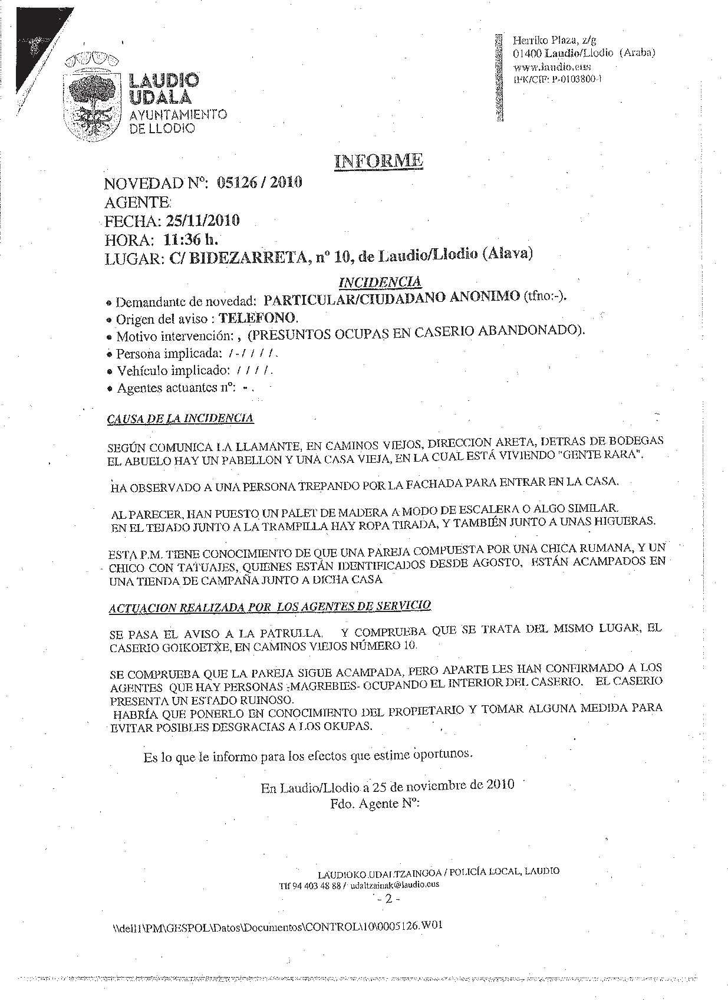 LAUDIO
UDALA
AYUNTAMIENTO
DE LLODIO
Herriko Plaza, z/g
01400 Laudio/Llodio (Araba)
www.laudio.eus
IFK/CIF: P-0103800-I
INFORME
NOVEDAD Nº: 05126 / 2010
AGENTE:
FECHA: 25/11/2010
HORA: 11:36 h.
LUGAR: C/ BIDEZARRETA, nº 10, de Laudio/Llodio (Alava)
INCIDENCIA
• Demandante de novedad: PARTICULAR/CIUDADANO ANONIMO (tfno:-).
• Origen del aviso : TELEFONO.
• Motivo intervención: , (PRESUNTOS OCUPAS EN CASERIO ABANDONADO).
• Persona implicada: / - / / / /.
• Vehículo implicado: / / / /.
• Agentes actuantes nº: - .
CAUSA DE LA INCIDENCIA
SEGÚN COMUNICA LA LLAMANTE, EN CAMINOS VIEJOS, DIRECCION ARETA, DETRAS DE BODEGAS
EL ABUELO HAY UN PABELLON Y UNA CASA VIEJA, EN LA CUAL ESTÁ VIVIENDO "GENTE RARA".
HA OBSERVADO A UNA PERSONA TREPANDO POR LA FACHADA PARA ENTRAR EN LA CASA.
AL PARECER, HAN PUESTO UN PALET DE MADERA A MODO DE ESCALERA O ALGO SIMILAR.
EN EL TEJADO JUNTO A LA TRAMPILLA HAY ROPA TIRADA, Y TAMBIÉN JUNTO A UNAS HIGUERAS.
ESTA P.M. TIENE CONOCIMIENTO DE QUE UNA PAREJA COMPUESTA POR UNA CHICA RUMANA, Y UN
CHICO CON TATUAJES, QUIENES ESTÁN IDENTIFICADOS DESDE AGOSTO, ESTÁN ACAMPADOS EN
UNA TIENDA DE CAMPAÑA JUNTO A DICHA CASA
ACTUACION REALIZADA POR LOS AGENTES DE SERVICIO
SE PASA EL AVISO A LA PATRULLA. Y COMPRUEBA QUE SE TRATA DEL MISMO LUGAR, EL
CASERIO GOIKOETXE, EN CAMINOS VIEJOS NÚMERO 10.
SE COMPRUEBA QUE LA PAREJA SIGUE ACAMPADA, PERO APARTE LES HAN CONFIRMADO A LOS
AGENTES QUE HAY PERSONAS -MAGREBIES- OCUPANDO EL INTERIOR DEL CASERIO. EL CASERIO
PRESENTA UN ESTADO RUINOSO.
HABRÍA QUE PONERLO EN CONOCIMIENTO DEL PROPIETARIO Y TOMAR ALGUNA MEDIDA PARA
EVITAR POSIBLES DESGRACIAS A LOS OKUPAS.
Es lo que le informo para los efectos que estime oportunos.
En Laudio/Llodio a 25 de noviembre de 2010
Fdo. Agente Nº:
LAUDIOKO UDALTZAINGOA / POLICÍA LOCAL, LAUDIO
Tlf 94 403 48 88 / udaltzainak@laudio.eus
- 2 -
\\dell1\PM\GESPOL\Datos\Documentos\CONTROL\10\0005126.W01